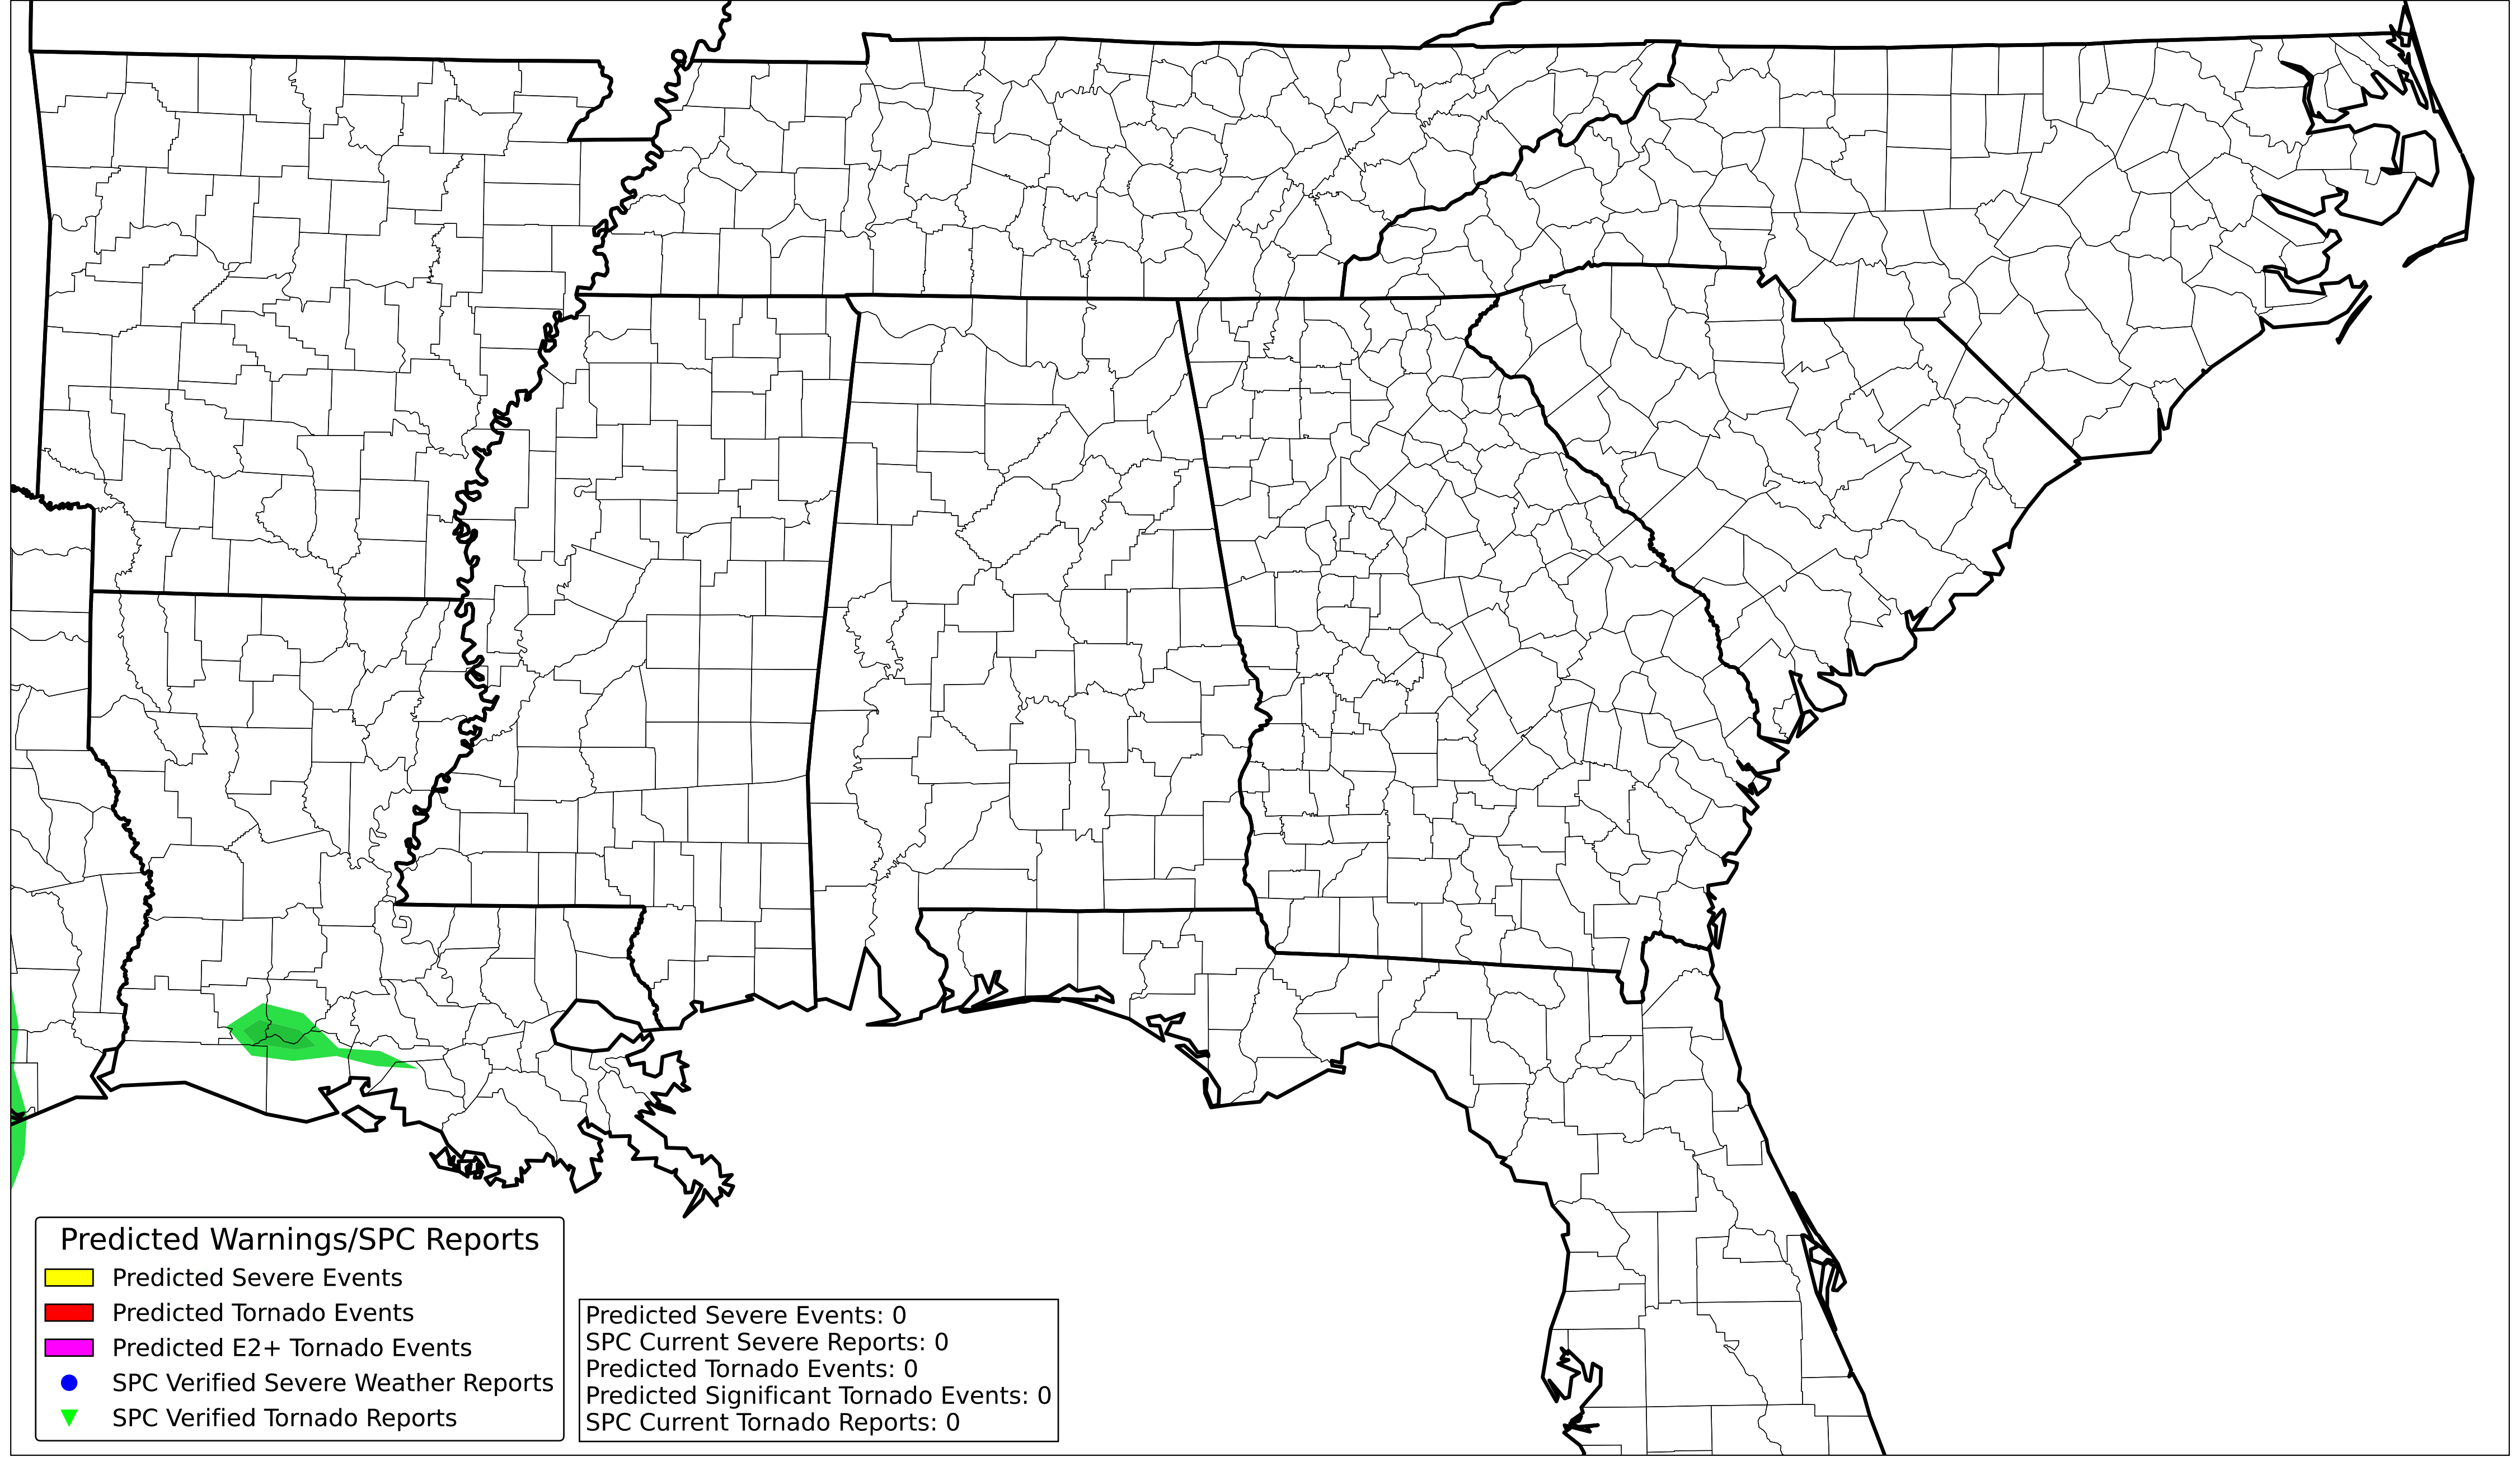 Predicted Warnings/SPC Reports
Predicted Severe Events
Predicted Tornado Events
Predicted E2+ Tornado Events
SPC Verified Severe Weather Reports
SPC Verified Tornado Reports
Predicted Severe Events: 0
SPC Current Severe Reports: 0
Predicted Tornado Events: 0
Predicted Significant Tornado Events: 0
SPC Current Tornado Reports: 0